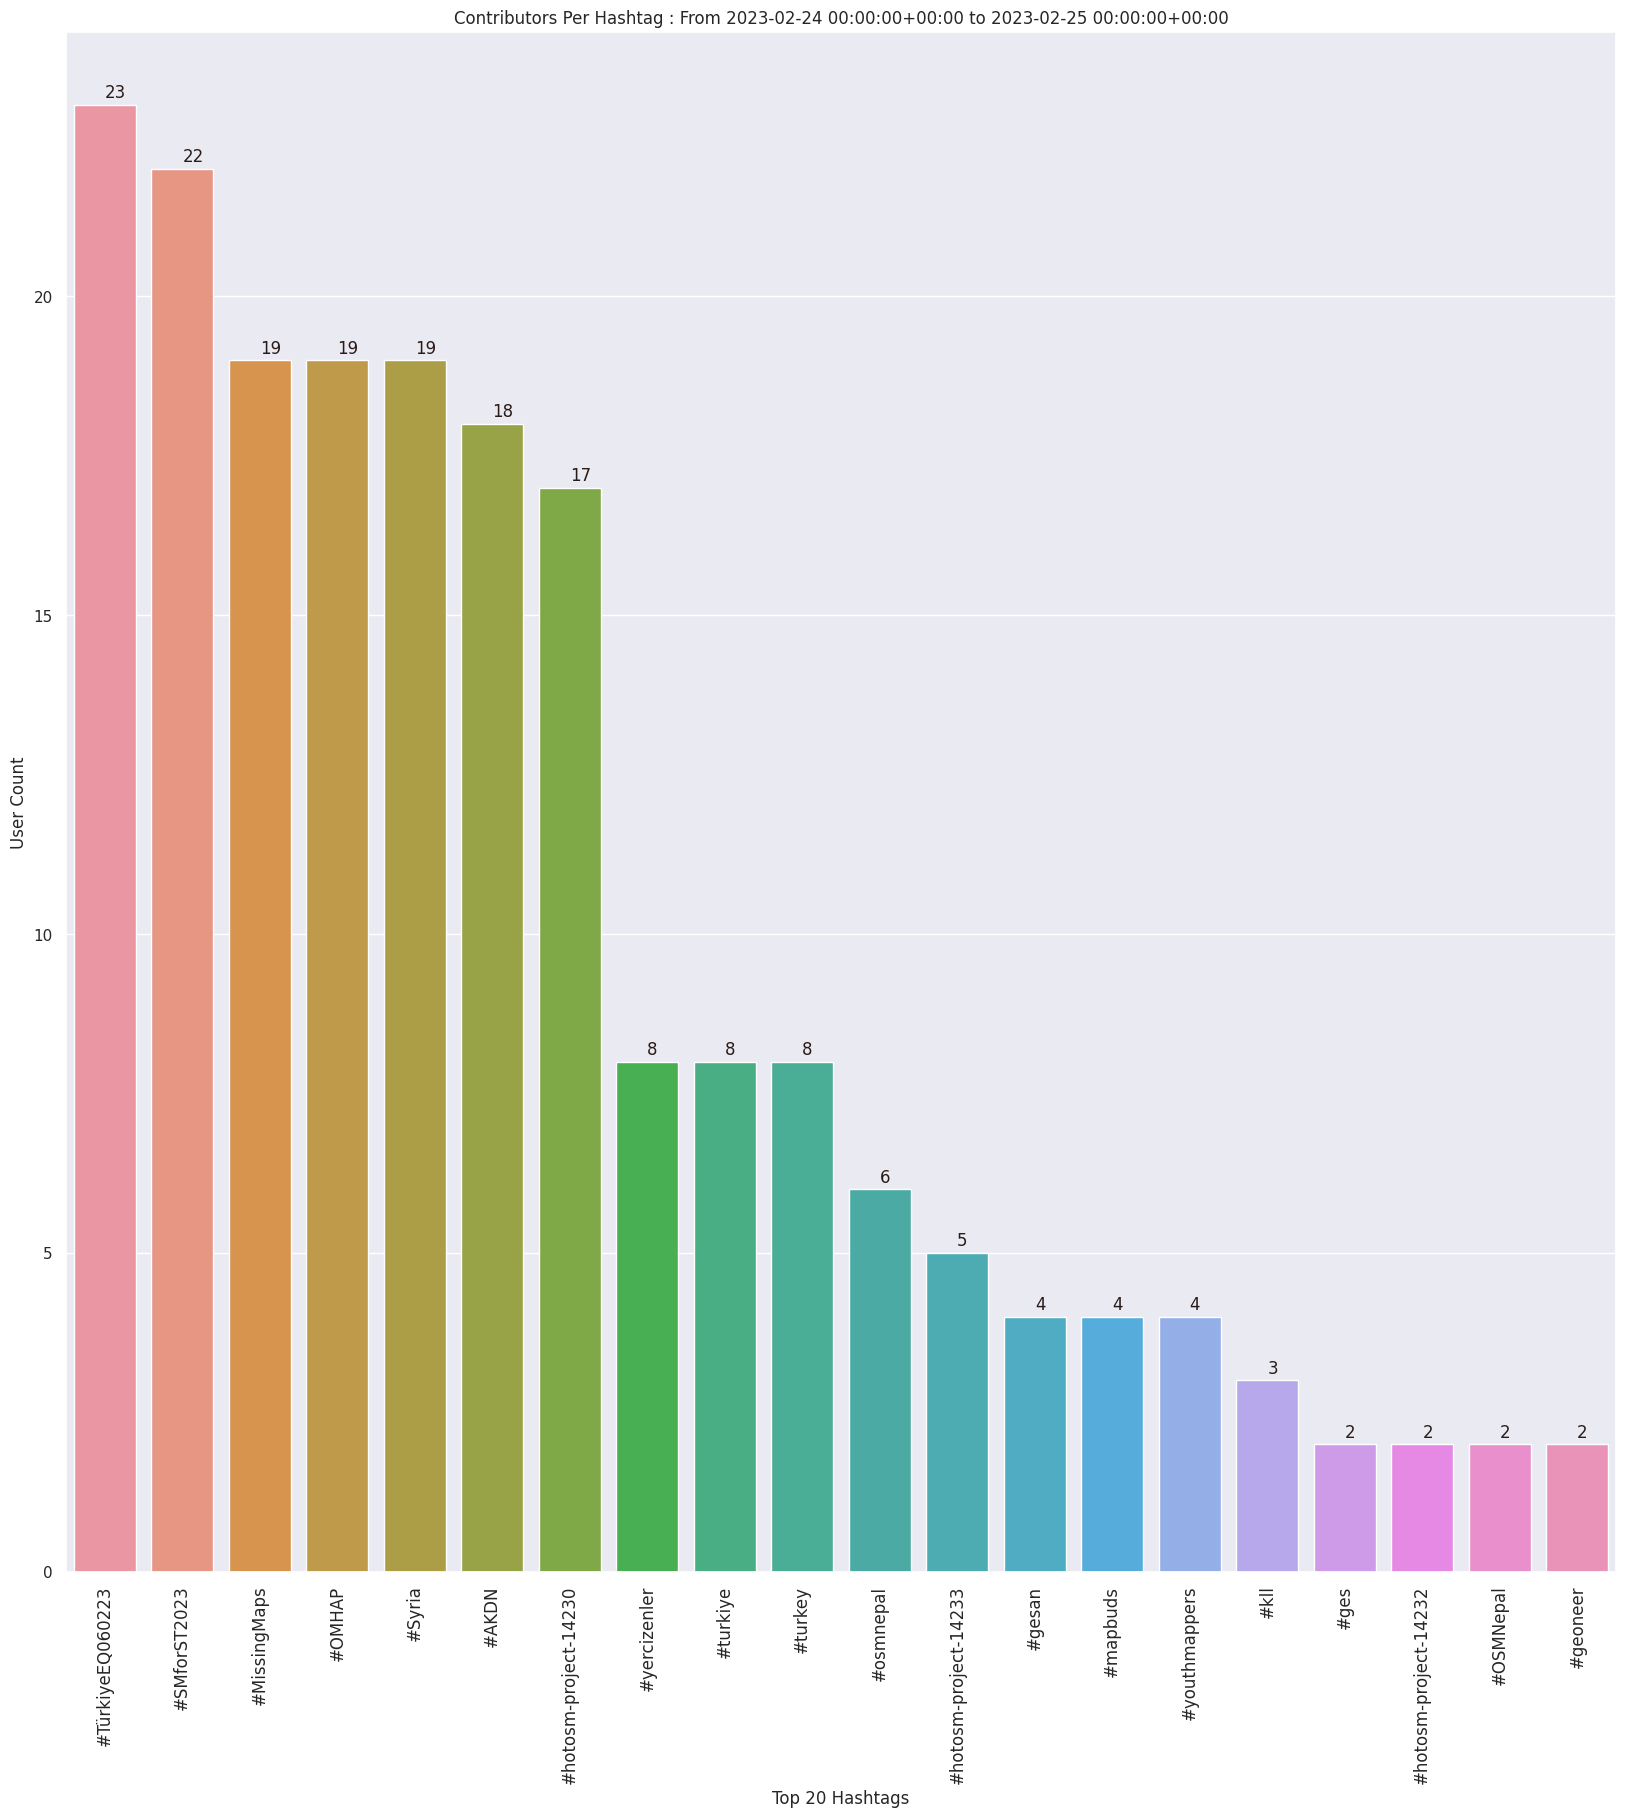 Contributors Per Hashtag : From 2023-02-24 00:00:00+00:00 to 2023-02-25 00:00:00+00:00
User Count
20
15
10
5
0
23
22
19
19
19
18
17
8
8
8
6
5
4
4
4
3
2
2
2
2
#TürkiyeEQ060223
#SMforST2023
#MissingMaps
#OMHAP
#Syria
#AKDN
#hotosm-project-14230
#yercizenler
#turkiye
#turkey
#osmnepal
#hotosm-project-14233
#gesan
#mapbuds
#youthmappers
#kll
#ges
#hotosm-project-14232
#OSMNepal
#geoneer
Top 20 Hashtags